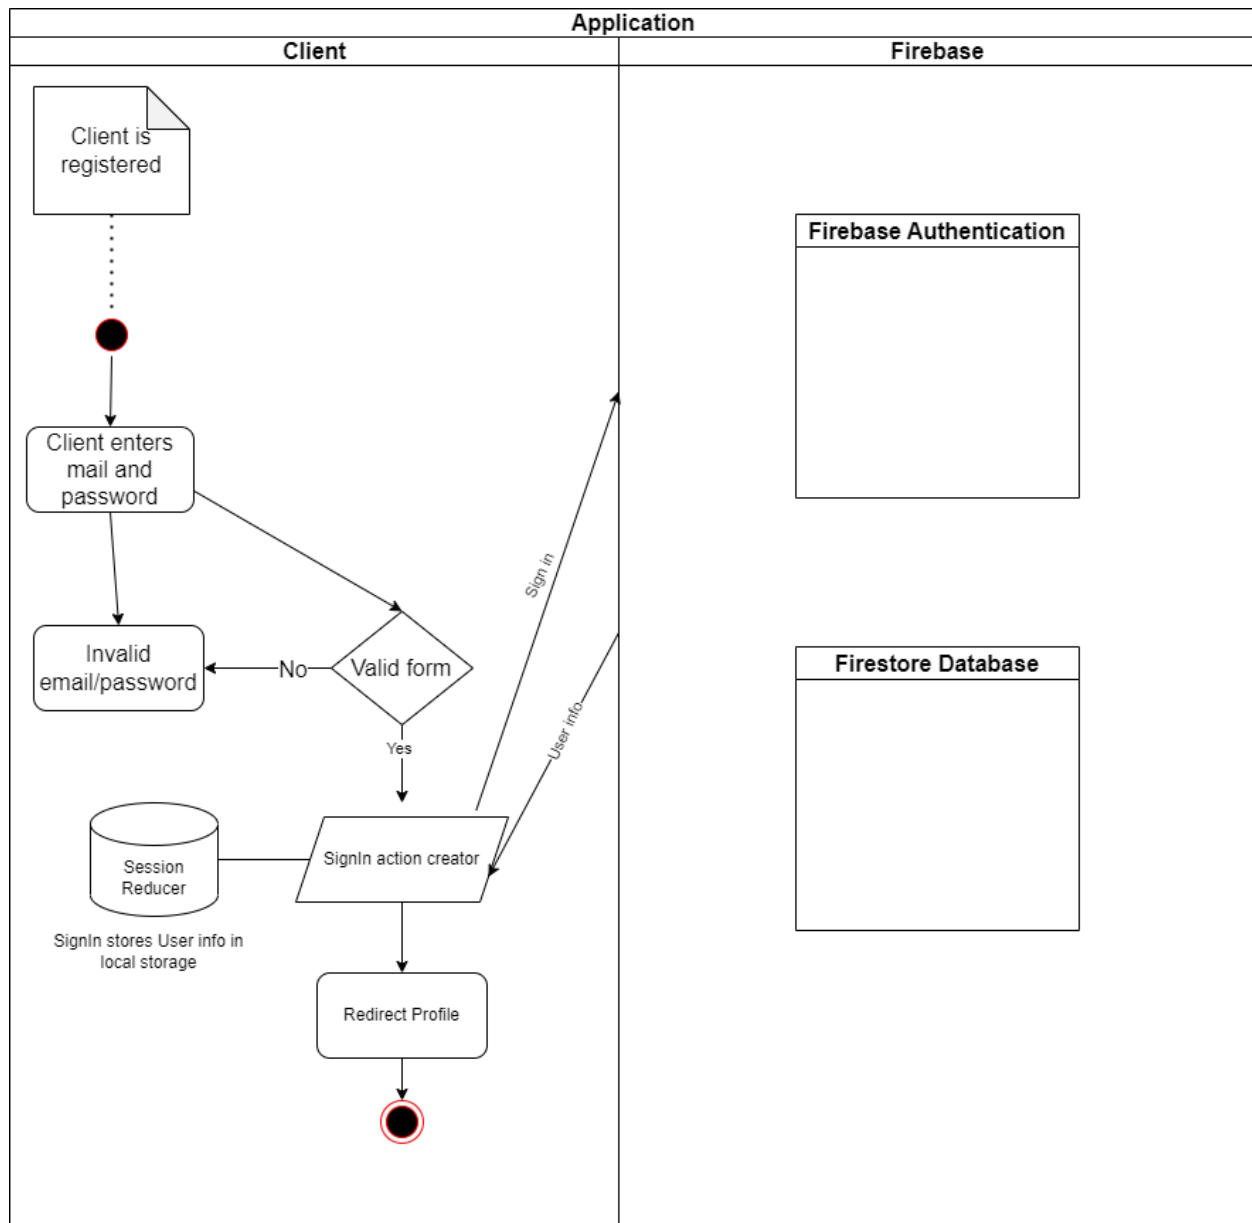 Application
Client
Firebase
Client is
registered
Firebase Authentication
Client enters
mail and
password
Sign in
Invalid
email/password
No
Valid form
Firestore Database
User info
Yes
Session
Reducer
SignIn action creator
SignIn stores User info in
local storage
Redirect Profile